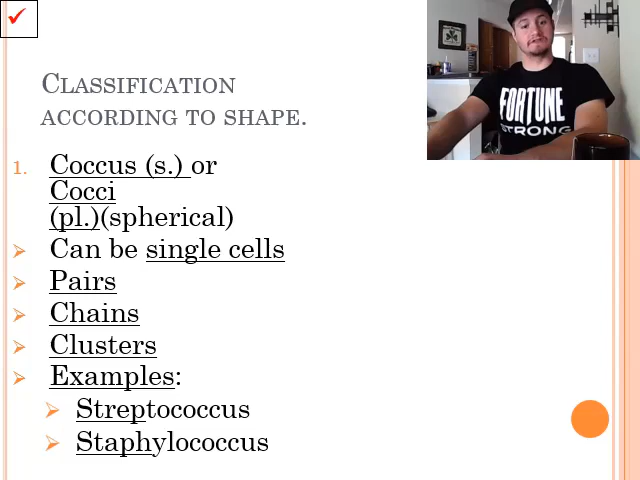 CLASSIFICATION
ACCORDING TO SHAPE.
1. Coccus (s.) or
Cocci
(pl.)(spherical)
Can be single cells
Pairs
Chains
Clusters
Examples:
Streptococcus
Staphylococcus
FORTUNE
STRONG